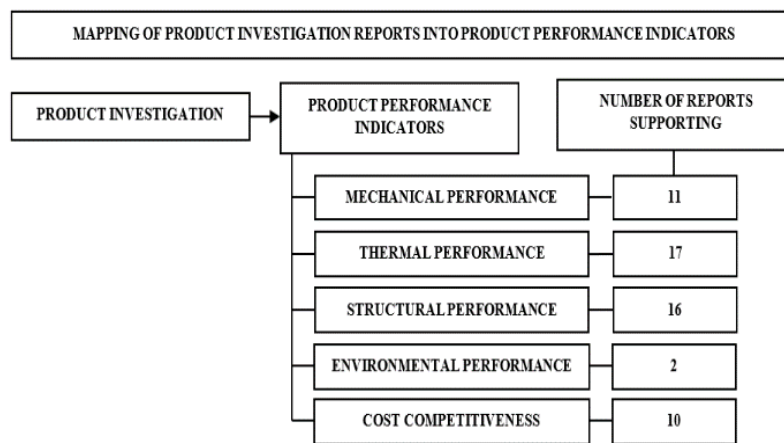 MAPPING OF PRODUCT INVESTIGATION REPORTS INTO PRODUCT PERFORMANCE INDICATORS
PRODUCT INVESTIGATION
PRODUCT PERFORMANCE
INDICATORS
NUMBER OF REPORTS
SUPPORTING
MECHANICAL PERFORMANCE
11
THERMAL PERFORMANCE
17
STRUCTURAL PERFORMANCE
16
ENVIRONMENTAL PERFORMANCE
2
COST COMPETITIVENESS
10